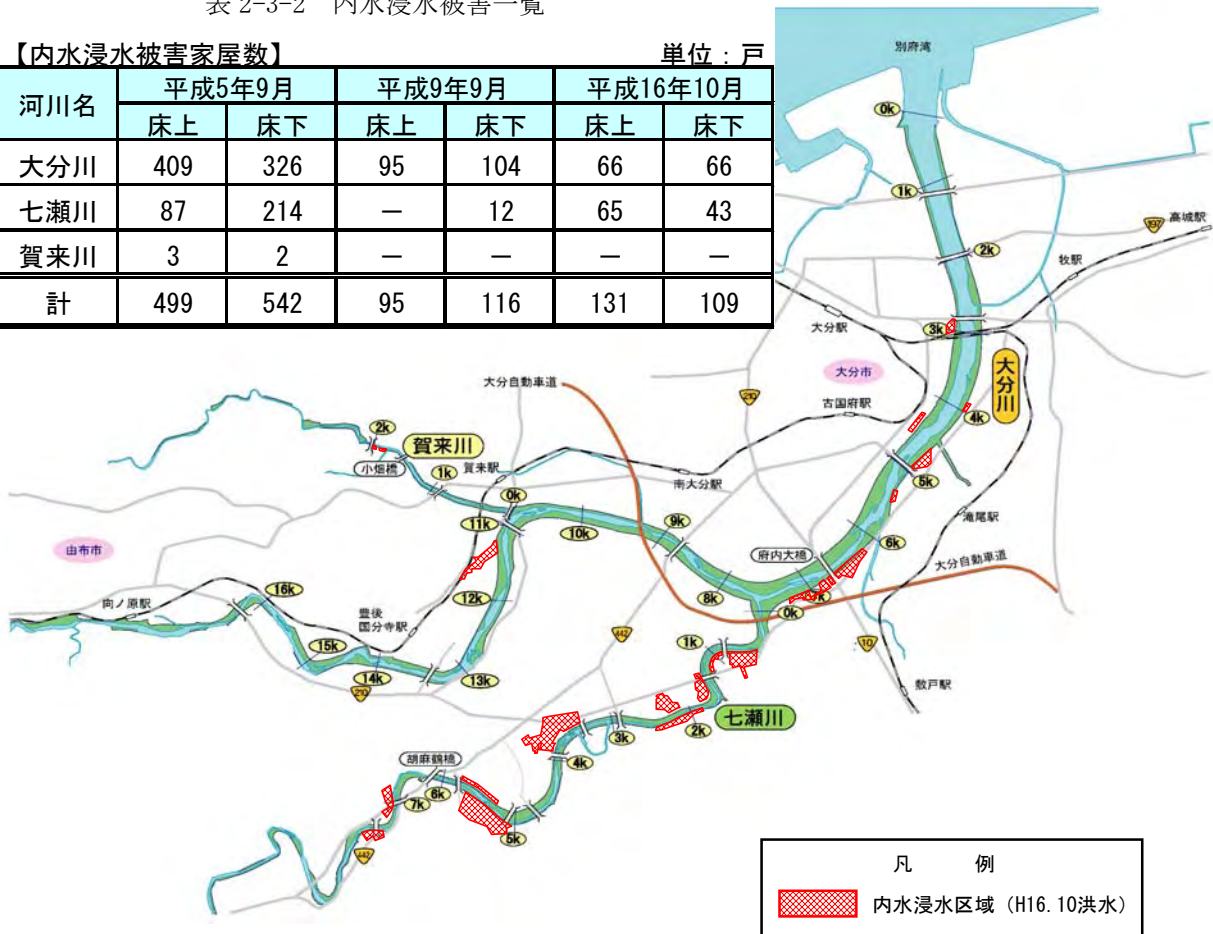 表 2-3-2 内水浸水被害一覧
【内水浸水被害家屋数】 単位：戸
河川名 平成5年9月 平成9年9月 平成16年10月
床上 床下 床上 床下 床上 床下
大分川 409 326 95 104 66 66
七瀬川 87 214 － 12 65 43
賀来川 3 2 － － － －
計 499 542 95 116 131 109
別府湾
0k
1k
2k
197
高城駅
牧駅
大分駅
3k
大分市
大分川
大分自動車道
210
古国府駅
4k
2k
賀来川
小畑橋
1k
賀来駅
0k
南大分駅
5k
11k
10k
9k
滝尾駅
6k
由布市
府内大橋
大分自動車道
向ノ原駅
16k
12k
豊後
国分寺駅
8k
0k
442
10
1k
15k
14k
13k
210
敷戸駅
七瀬川
2k
3k
4k
胡麻鶴橋
6k
7k
5k
442
凡 例
内水浸水区域（H16.10洪水）